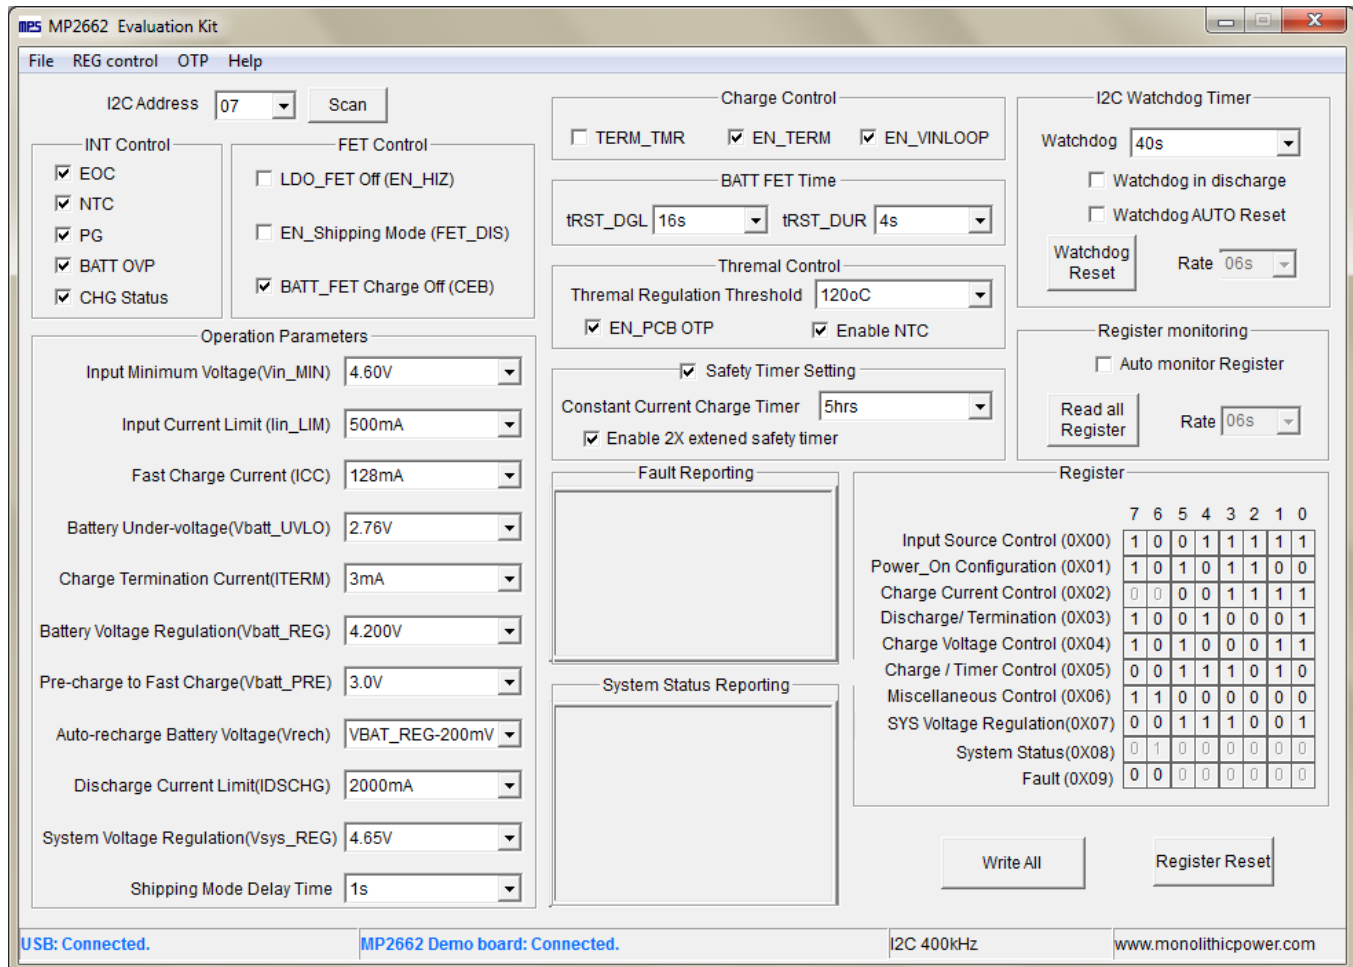 mps MP2662 Evaluation Kit
File REG control OTP Help
I2C Address 07 Scan
INT Control
EOC
NTC
PG
BATT OVP
CHG Status
FET Control
LDO_FET Off (EN_HIZ)
EN_Shipping Mode (FET_DIS)
BATT_FET Charge Off (CEB)
Operation Parameters
Input Minimum Voltage(Vin_MIN) 4.60V
Input Current Limit (Iin_LIM) 500mA
Fast Charge Current (ICC) 128mA
Battery Under-voltage(Vbatt_UVLO) 2.76V
Charge Termination Current(ITERM) 3mA
Battery Voltage Regulation(Vbatt_REG) 4.200V
Pre-charge to Fast Charge(Vbatt_PRE) 3.0V
Auto-recharge Battery Voltage(Vrech) VBAT_REG-200mV
Discharge Current Limit(IDSCHG) 2000mA
System Voltage Regulation(Vsys_REG) 4.65V
Shipping Mode Delay Time 1s
Charge Control
TERM_TMR EN_TERM EN_VINLOOP
BATT FET Time
tRST_DGL 16s tRST_DUR 4s
Thremal Control
Thremal Regulation Threshold 120oC
EN_PCB OTP Enable NTC
Safety Timer Setting
Constant Current Charge Timer 5hrs
Enable 2X extened safety timer
Fault Reporting
System Status Reporting
I2C Watchdog Timer
Watchdog 40s
Watchdog in discharge
Watchdog AUTO Reset
Watchdog Reset Rate 06s
Register monitoring
Auto monitor Register
Read all Register Rate 06s
Register
7 6 5 4 3 2 1 0
Input Source Control (0X00) 1 0 0 1 1 1 1 1
Power_On Configuration (0X01) 1 0 1 0 1 1 0 0
Charge Current Control (0X02) 0 0 0 0 1 1 1 1
Discharge/ Termination (0X03) 1 0 0 1 0 0 0 1
Charge Voltage Control (0X04) 1 0 1 0 0 0 1 1
Charge / Timer Control (0X05) 0 0 1 1 1 0 1 0
Miscellaneous Control (0X06) 1 1 0 0 0 0 0 0
SYS Voltage Regulation(0X07) 0 0 1 1 1 0 0 1
System Status(0X08) 0 1 0 0 0 0 0 0
Fault (0X09) 0 0 0 0 0 0 0 0
Write All Register Reset
USB: Connected. MP2662 Demo board: Connected. I2C 400kHz www.monolithicpower.com